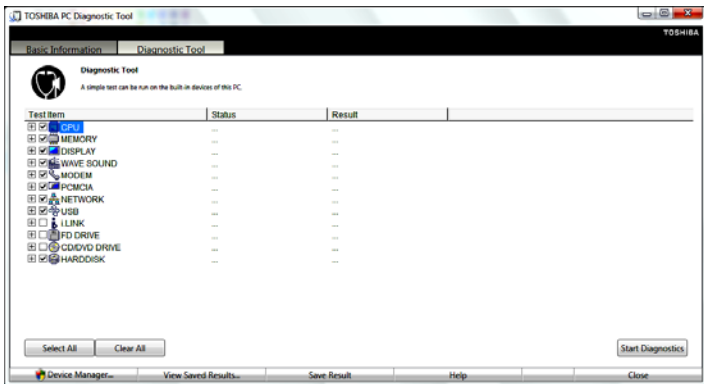 TOSHIBA PC Diagnostic Tool
TOSHIBA
Basic Information Diagnostic Tool
Diagnostic Tool
A simple test can be run on the built-in devices of this PC.
Test Item Status Result
CPU ... ...
MEMORY ... ...
DISPLAY ... ...
WAVE SOUND ... ...
MODEM ... ...
PCMCIA ... ...
NETWORK ... ...
USB ... ...
i.LINK ... ...
FD DRIVE ... ...
CD/DVD DRIVE ... ...
HARDDISK ... ...
Select All Clear All Start Diagnostics
Device Manager... View Saved Results... Save Result Help Close